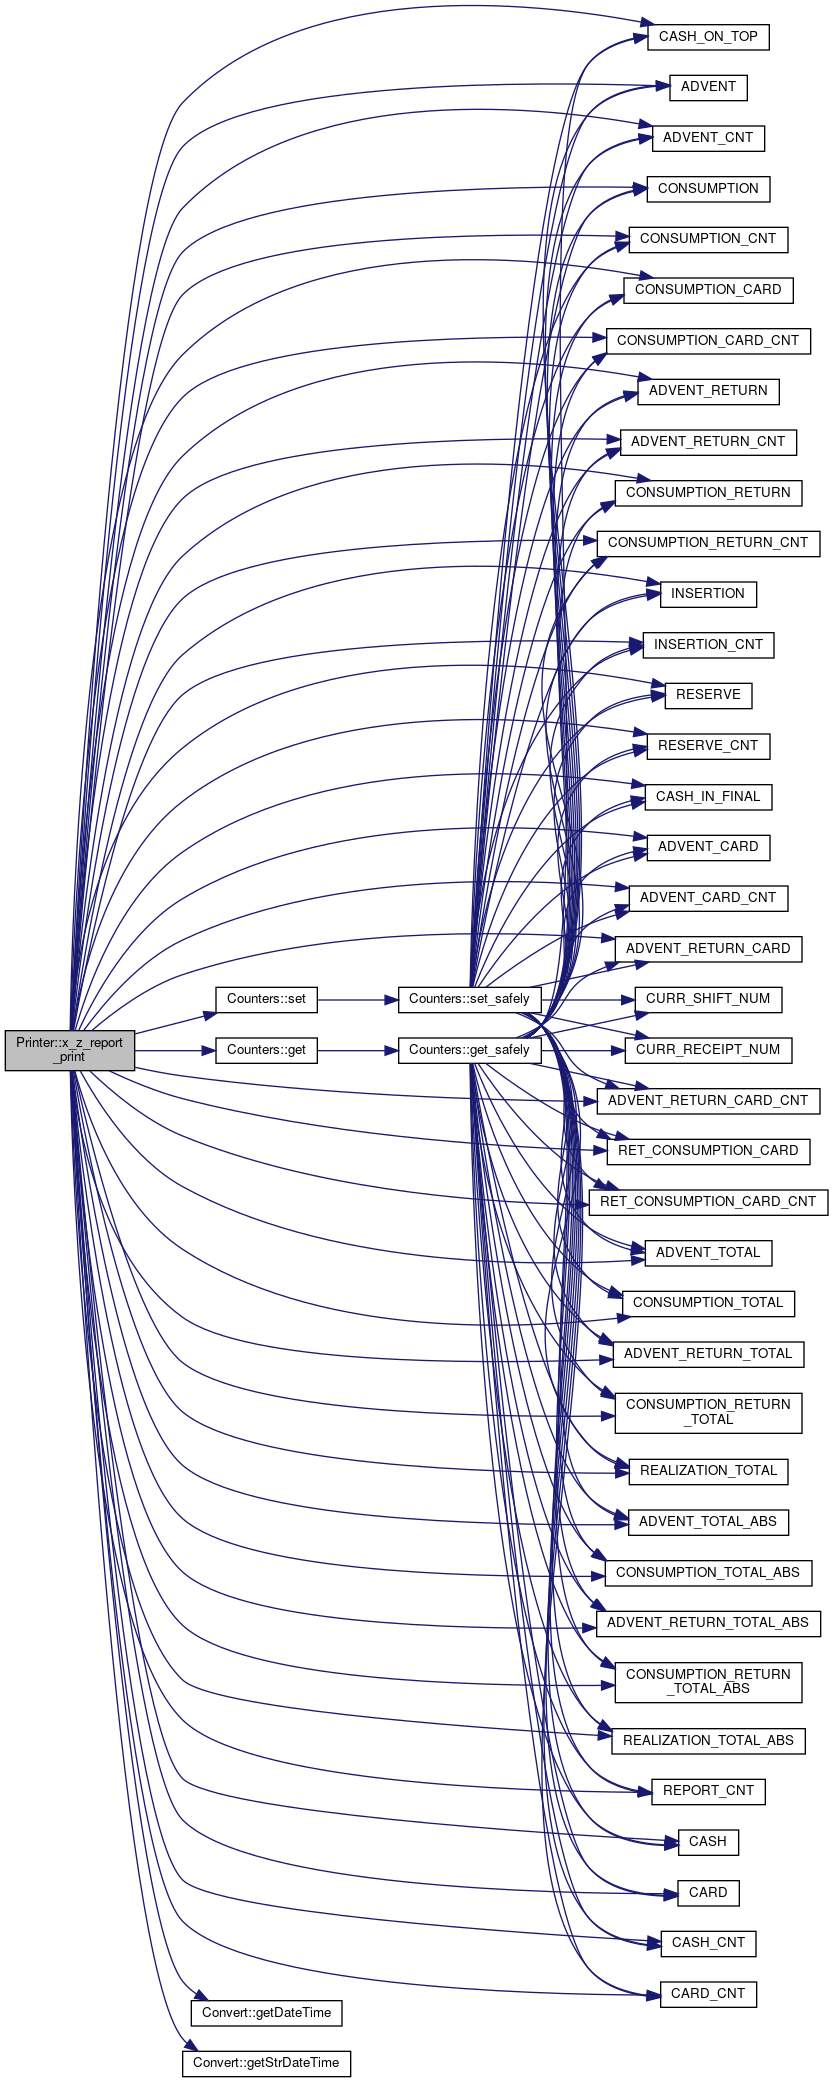 CASH_ON_TOP
ADVENT
ADVENT_CNT
CONSUMPTION
CONSUMPTION_CNT
CONSUMPTION_CARD
CONSUMPTION_CARD_CNT
ADVENT_RETURN
ADVENT_RETURN_CNT
CONSUMPTION_RETURN
CONSUMPTION_RETURN_CNT
INSERTION
INSERTION_CNT
RESERVE
RESERVE_CNT
CASH_IN_FINAL
ADVENT_CARD
ADVENT_CARD_CNT
ADVENT_RETURN_CARD
Counters::set
Counters::set_safely
CURR_SHIFT_NUM
Printer::x_z_report
_print
Counters::get
Counters::get_safely
CURR_RECEIPT_NUM
ADVENT_RETURN_CARD_CNT
RET_CONSUMPTION_CARD
RET_CONSUMPTION_CARD_CNT
ADVENT_TOTAL
CONSUMPTION_TOTAL
ADVENT_RETURN_TOTAL
CONSUMPTION_RETURN
_TOTAL
REALIZATION_TOTAL
ADVENT_TOTAL_ABS
CONSUMPTION_TOTAL_ABS
ADVENT_RETURN_TOTAL_ABS
CONSUMPTION_RETURN
_TOTAL_ABS
REALIZATION_TOTAL_ABS
REPORT_CNT
CASH
CARD
CASH_CNT
CARD_CNT
Convert::getDateTime
Convert::getStrDateTime